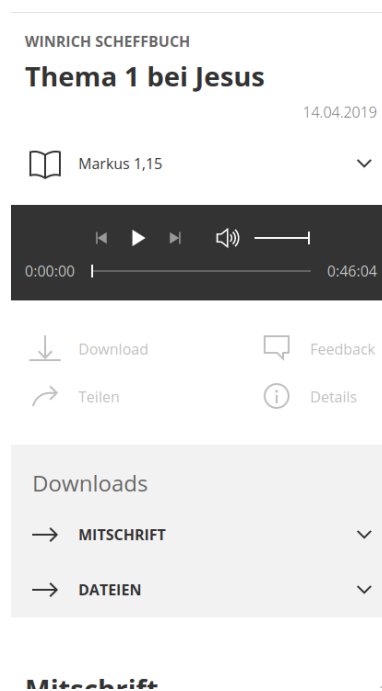 WINRICH SCHEFFBUCH
Thema 1 bei Jesus
14.04.2019
Markus 1,15
0:00:00 0:46:04
Download Feedback
Teilen Details
Downloads
MITSCHRIFT
DATEIEN
Mitschrift